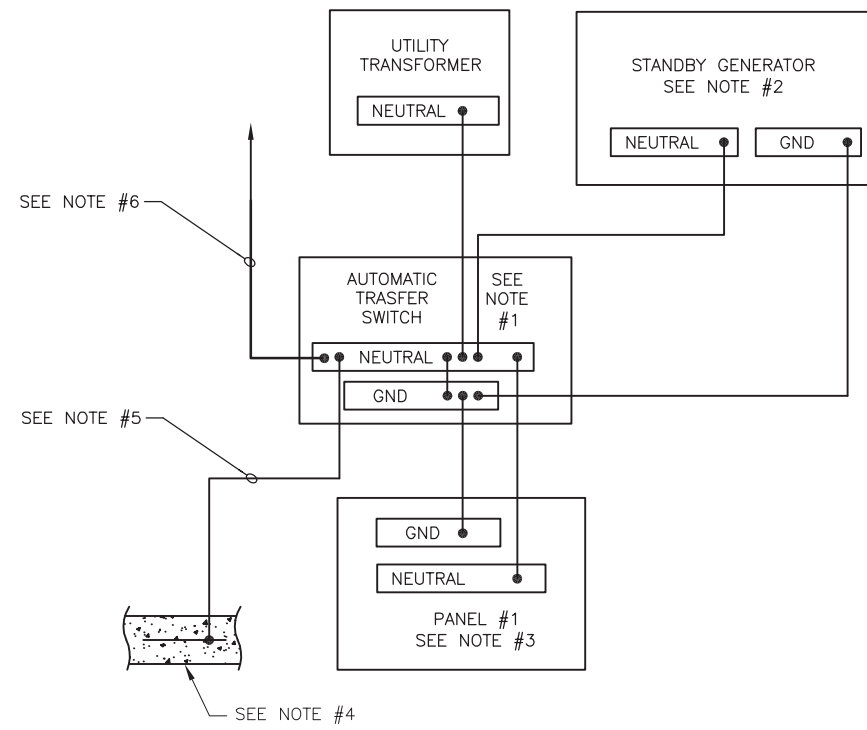 UTILITY
TRANSFORMER
NEUTRAL
STANDBY GENERATOR
SEE NOTE #2
NEUTRAL
GND
SEE NOTE #6
AUTOMATIC
TRASFER
SWITCH
SEE
NOTE
#1
NEUTRAL
GND
SEE NOTE #5
GND
NEUTRAL
PANEL #1
SEE NOTE #3
SEE NOTE #4